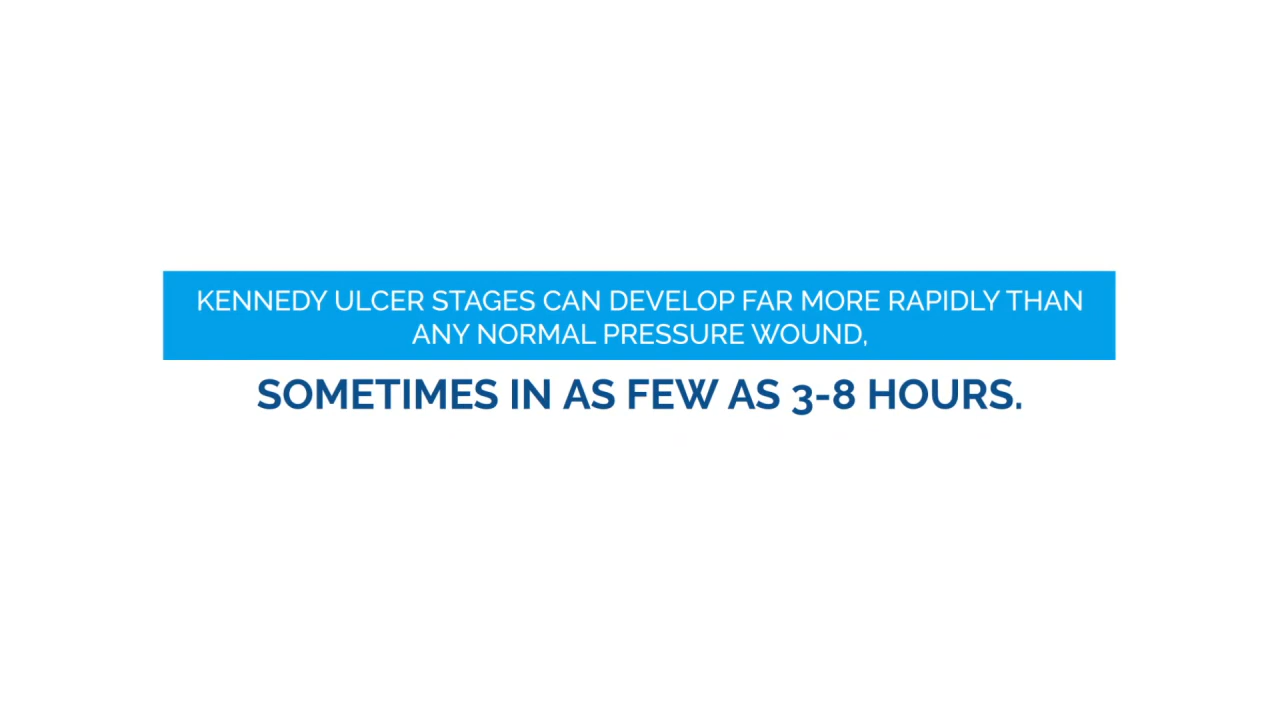 KENNEDY ULCER STAGES CAN DEVELOP FAR MORE RAPIDLY THAN
ANY NORMAL PRESSURE WOUND,
SOMETIMES IN AS FEW AS 3-8 HOURS.